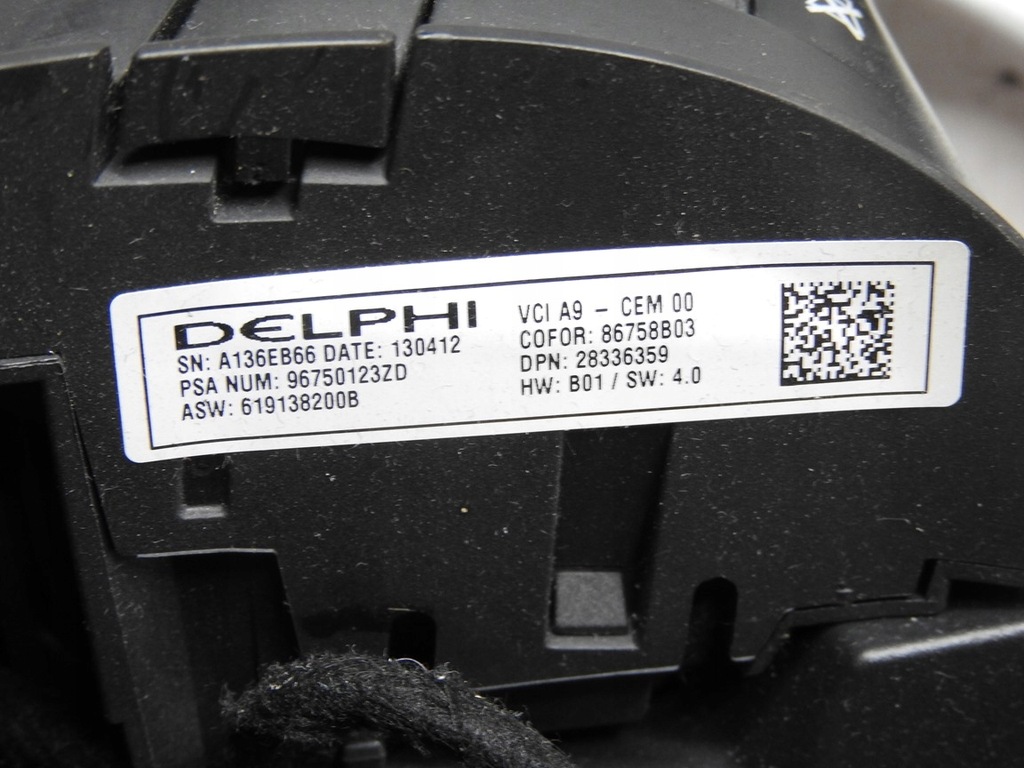 DELPHI
SN: A136EB66 DATE: 130412
PSA NUM: 96750123ZD
ASW: 619138200B
VCI A9 - CEM 00
COFOR: 86758B03
DPN: 28336359
HW: B01 / SW: 4.0